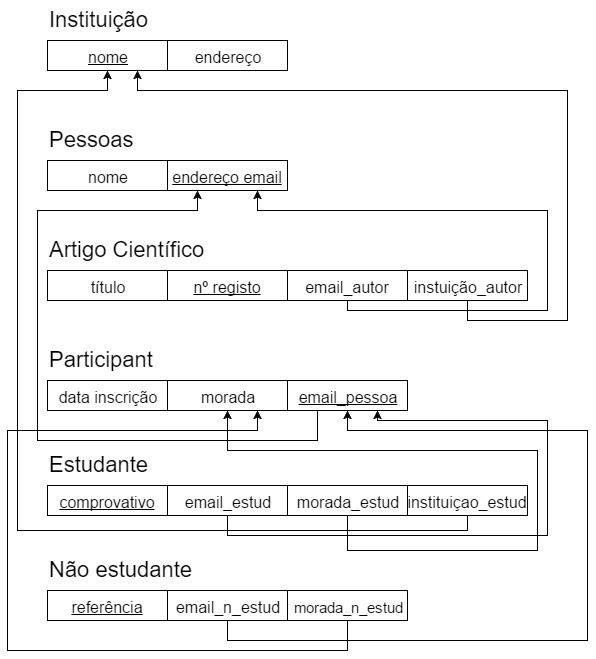 Instituição
nome endereço
Pessoas
nome endereço email
Artigo Científico
título nº registo email_autor instuição_autor
Participant
data inscrição morada email_pessoa
Estudante
comprovativo email_estud morada_estud instituiçao_estud
Não estudante
referência email_n_estud morada_n_estud